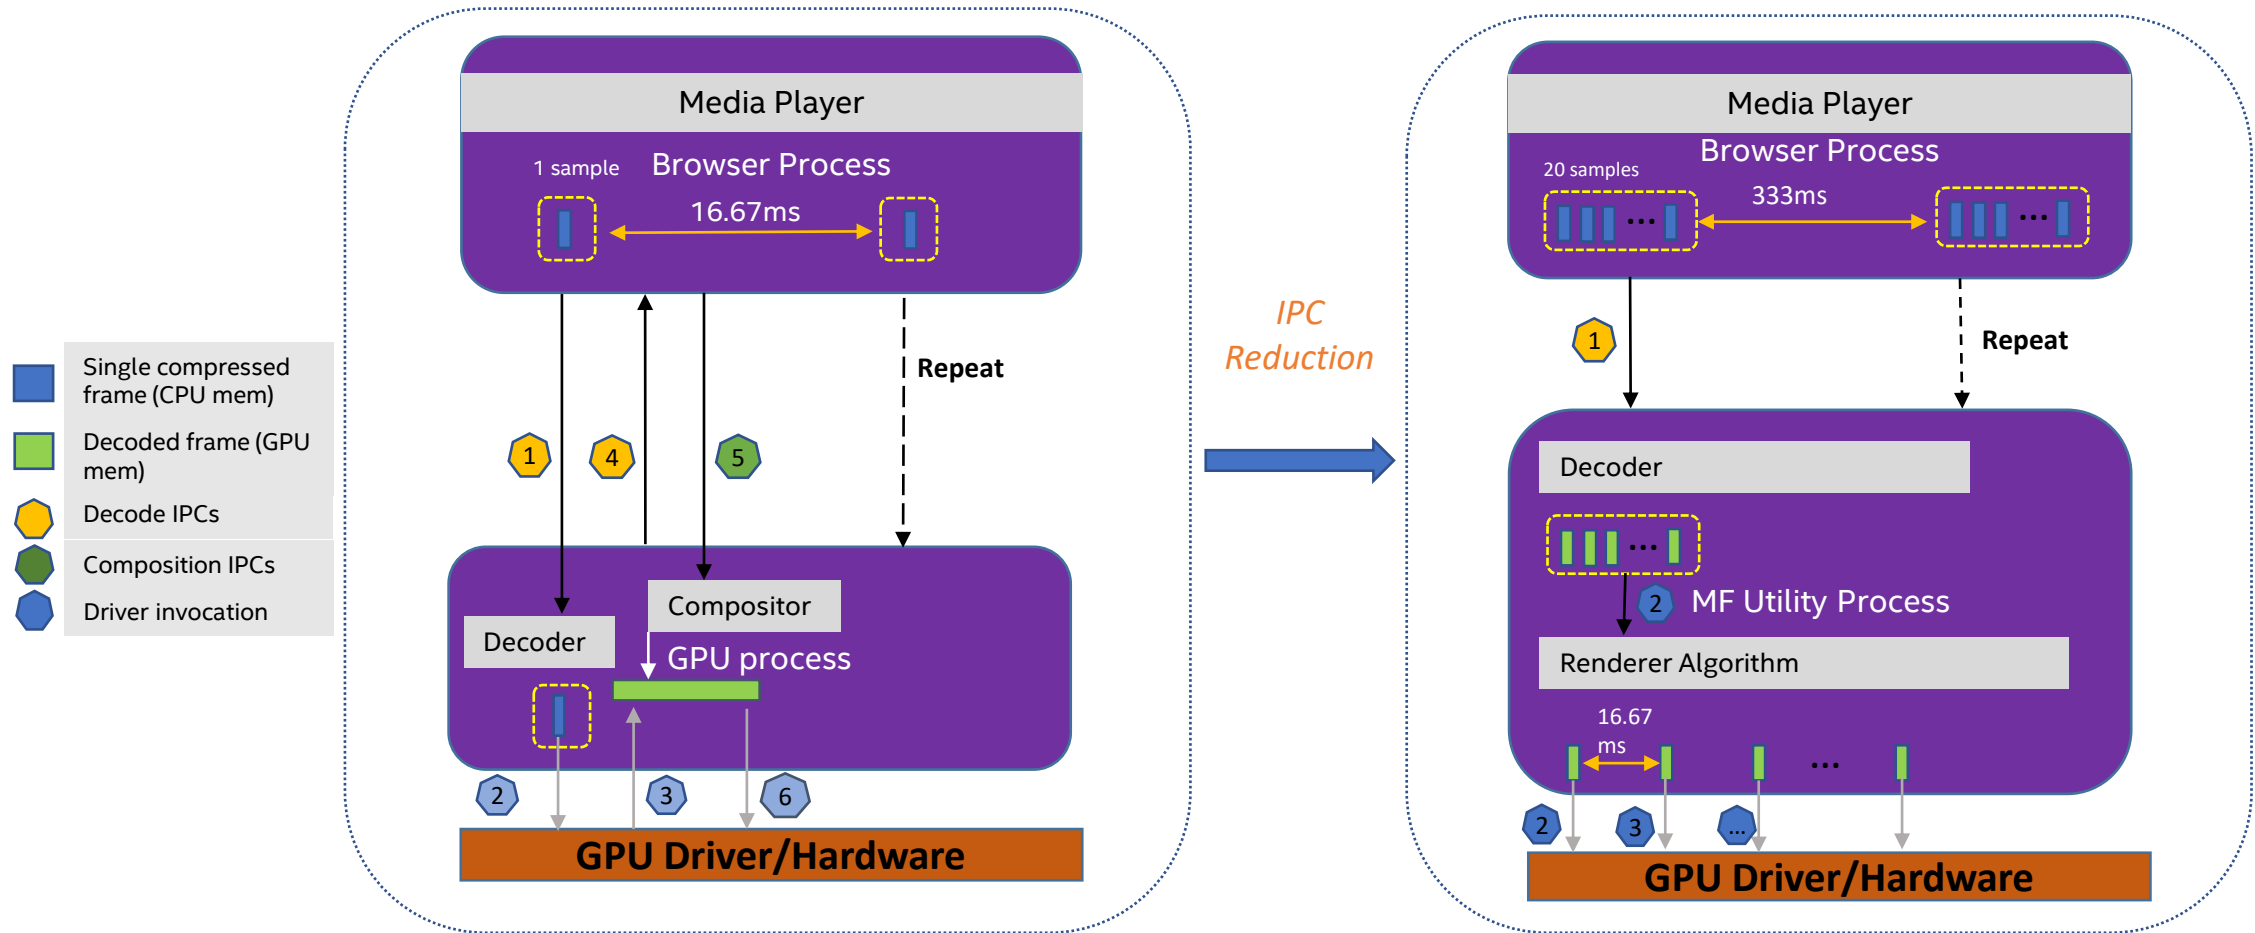 Single compressed
frame (CPU mem)
Decoded frame (GPU
mem)
Decode IPCs
Composition IPCs
Driver invocation
Media Player
1 sample
Browser Process
16.67ms
Repeat
1
4
5
Compositor
Decoder
GPU process
2
3
6
GPU Driver/Hardware
IPC
Reduction
Media Player
Browser Process
20 samples
333ms
...
...
1
Repeat
Decoder
...
2
MF Utility Process
Renderer Algorithm
16.67
ms
...
2
3
...
GPU Driver/Hardware